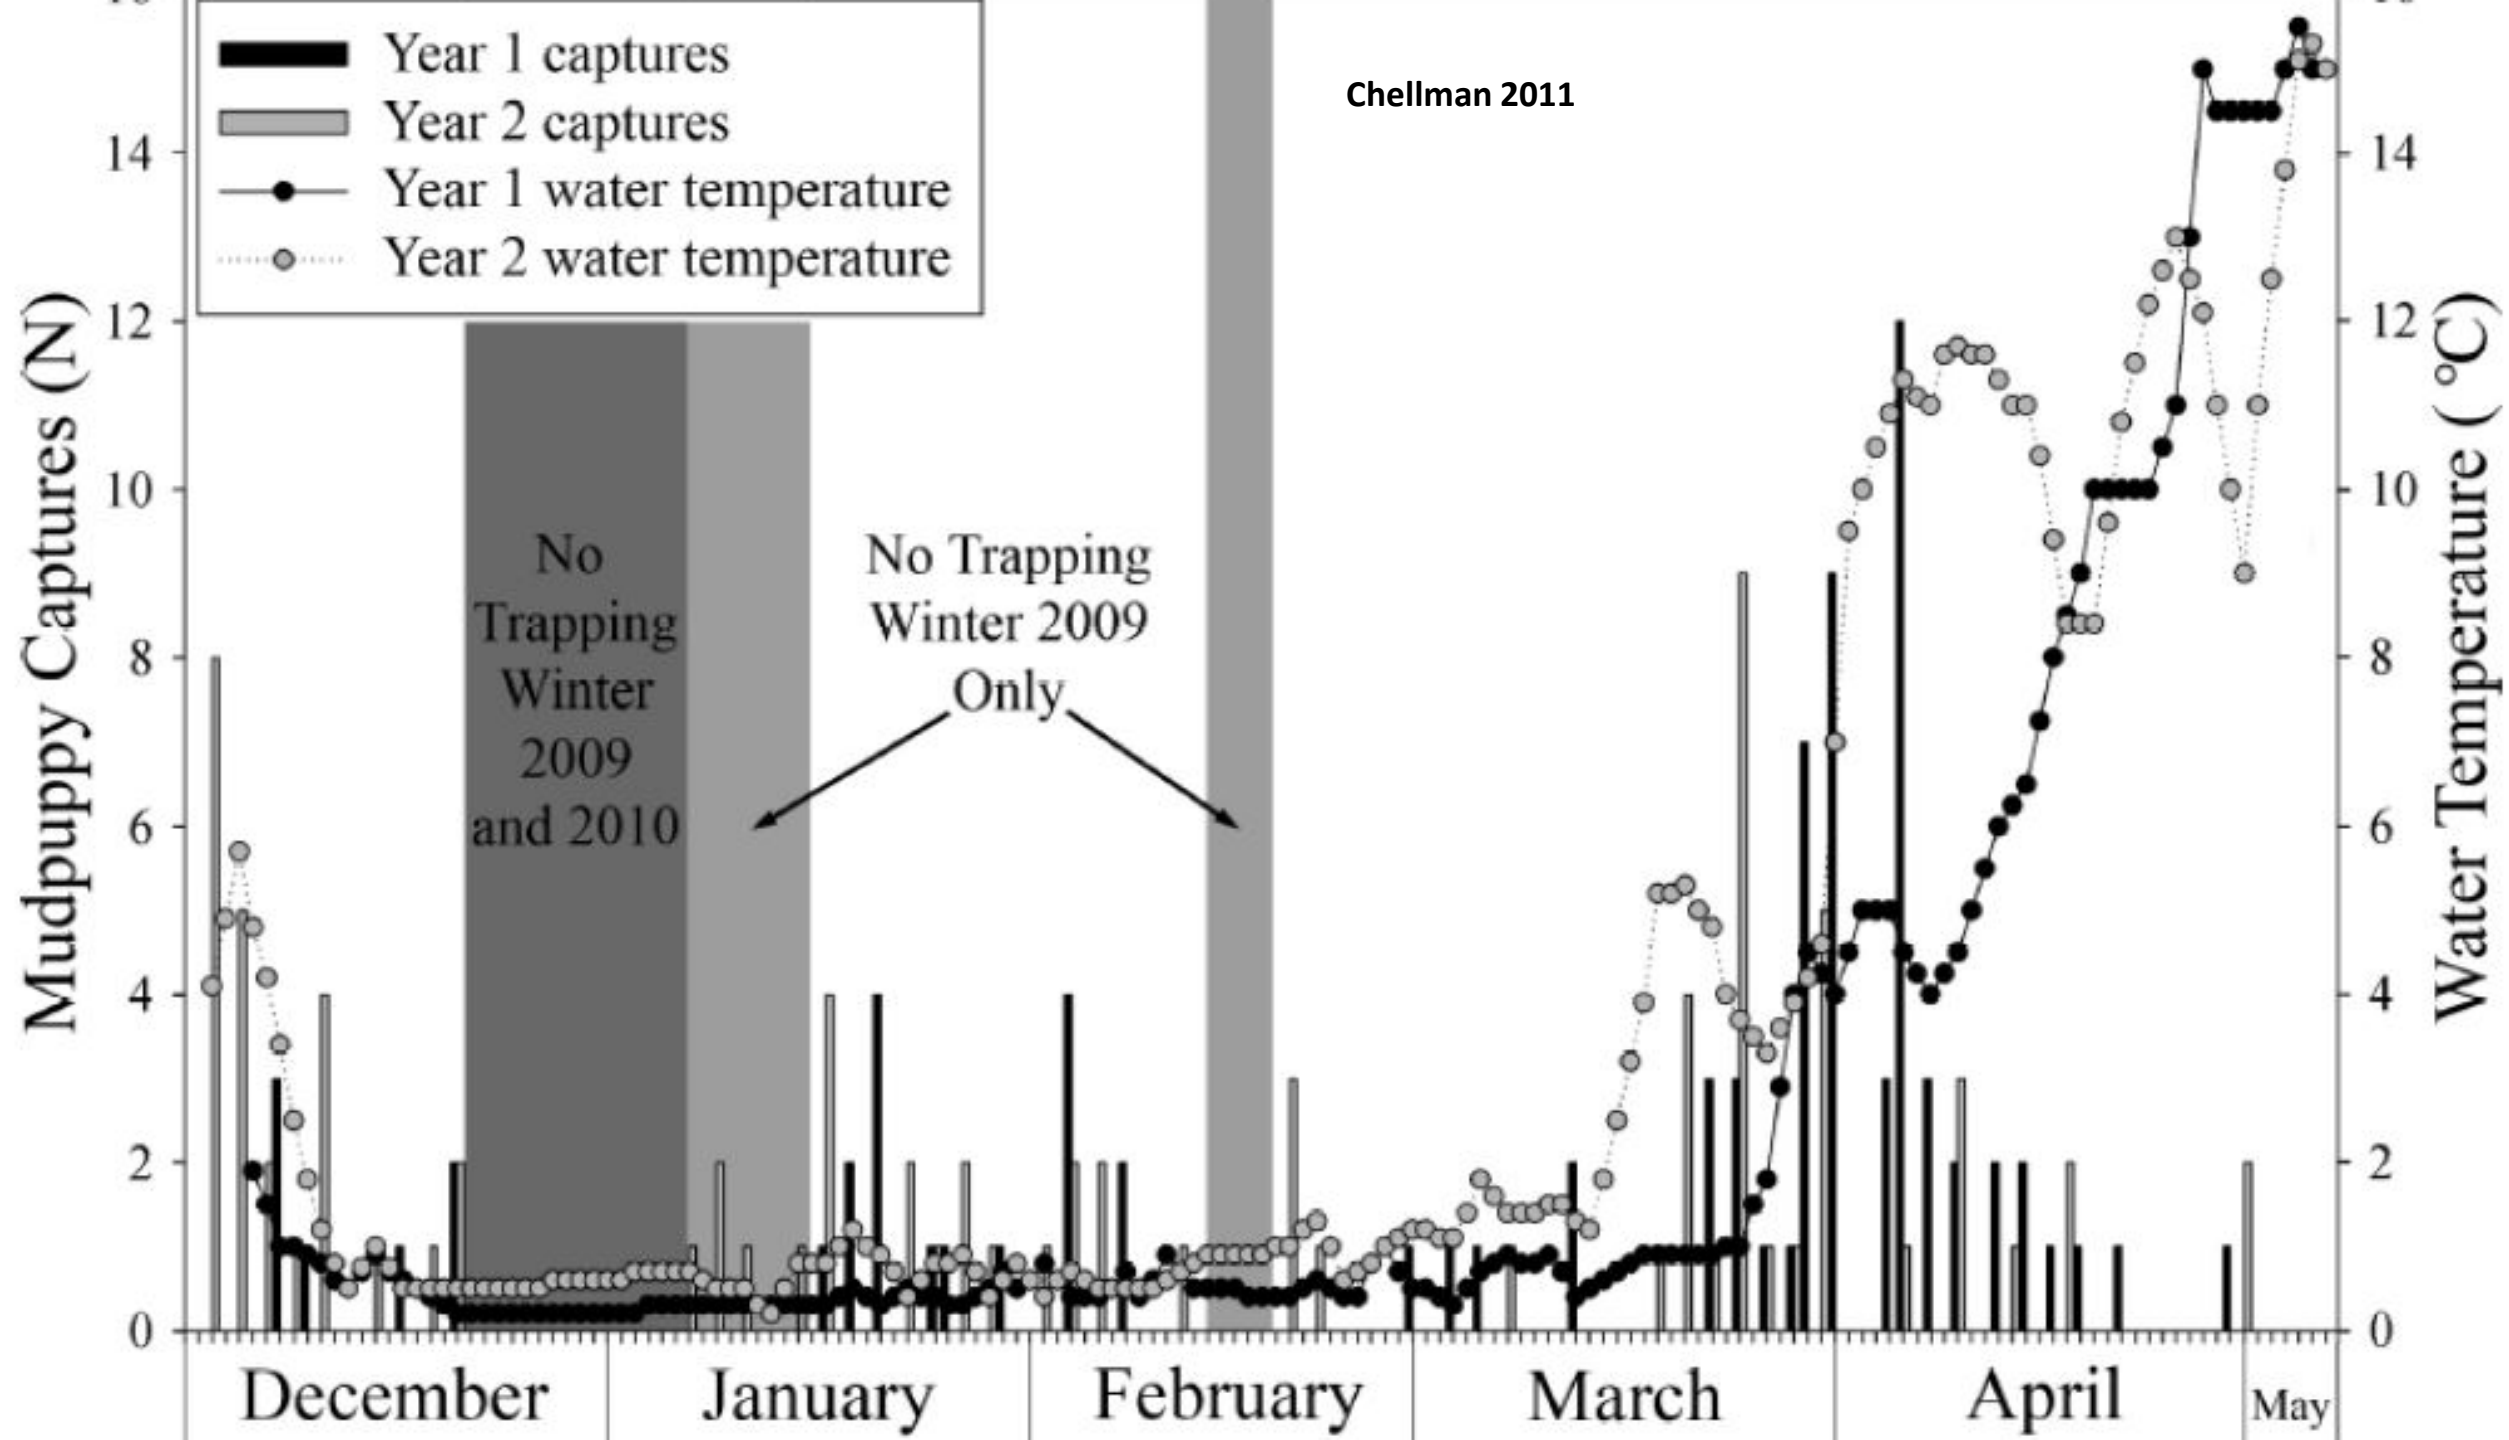 Year 1 captures
Year 2 captures
Year 1 water temperature
Year 2 water temperature
Chellman 2011
Mudpuppy Captures (N)
14
12
10
8
6
4
2
0
No
Trapping
Winter
2009
and 2010
No Trapping
Winter 2009
Only
14
12
10
8
6
4
2
0
Water Temperature ( °C)
December January February March April May